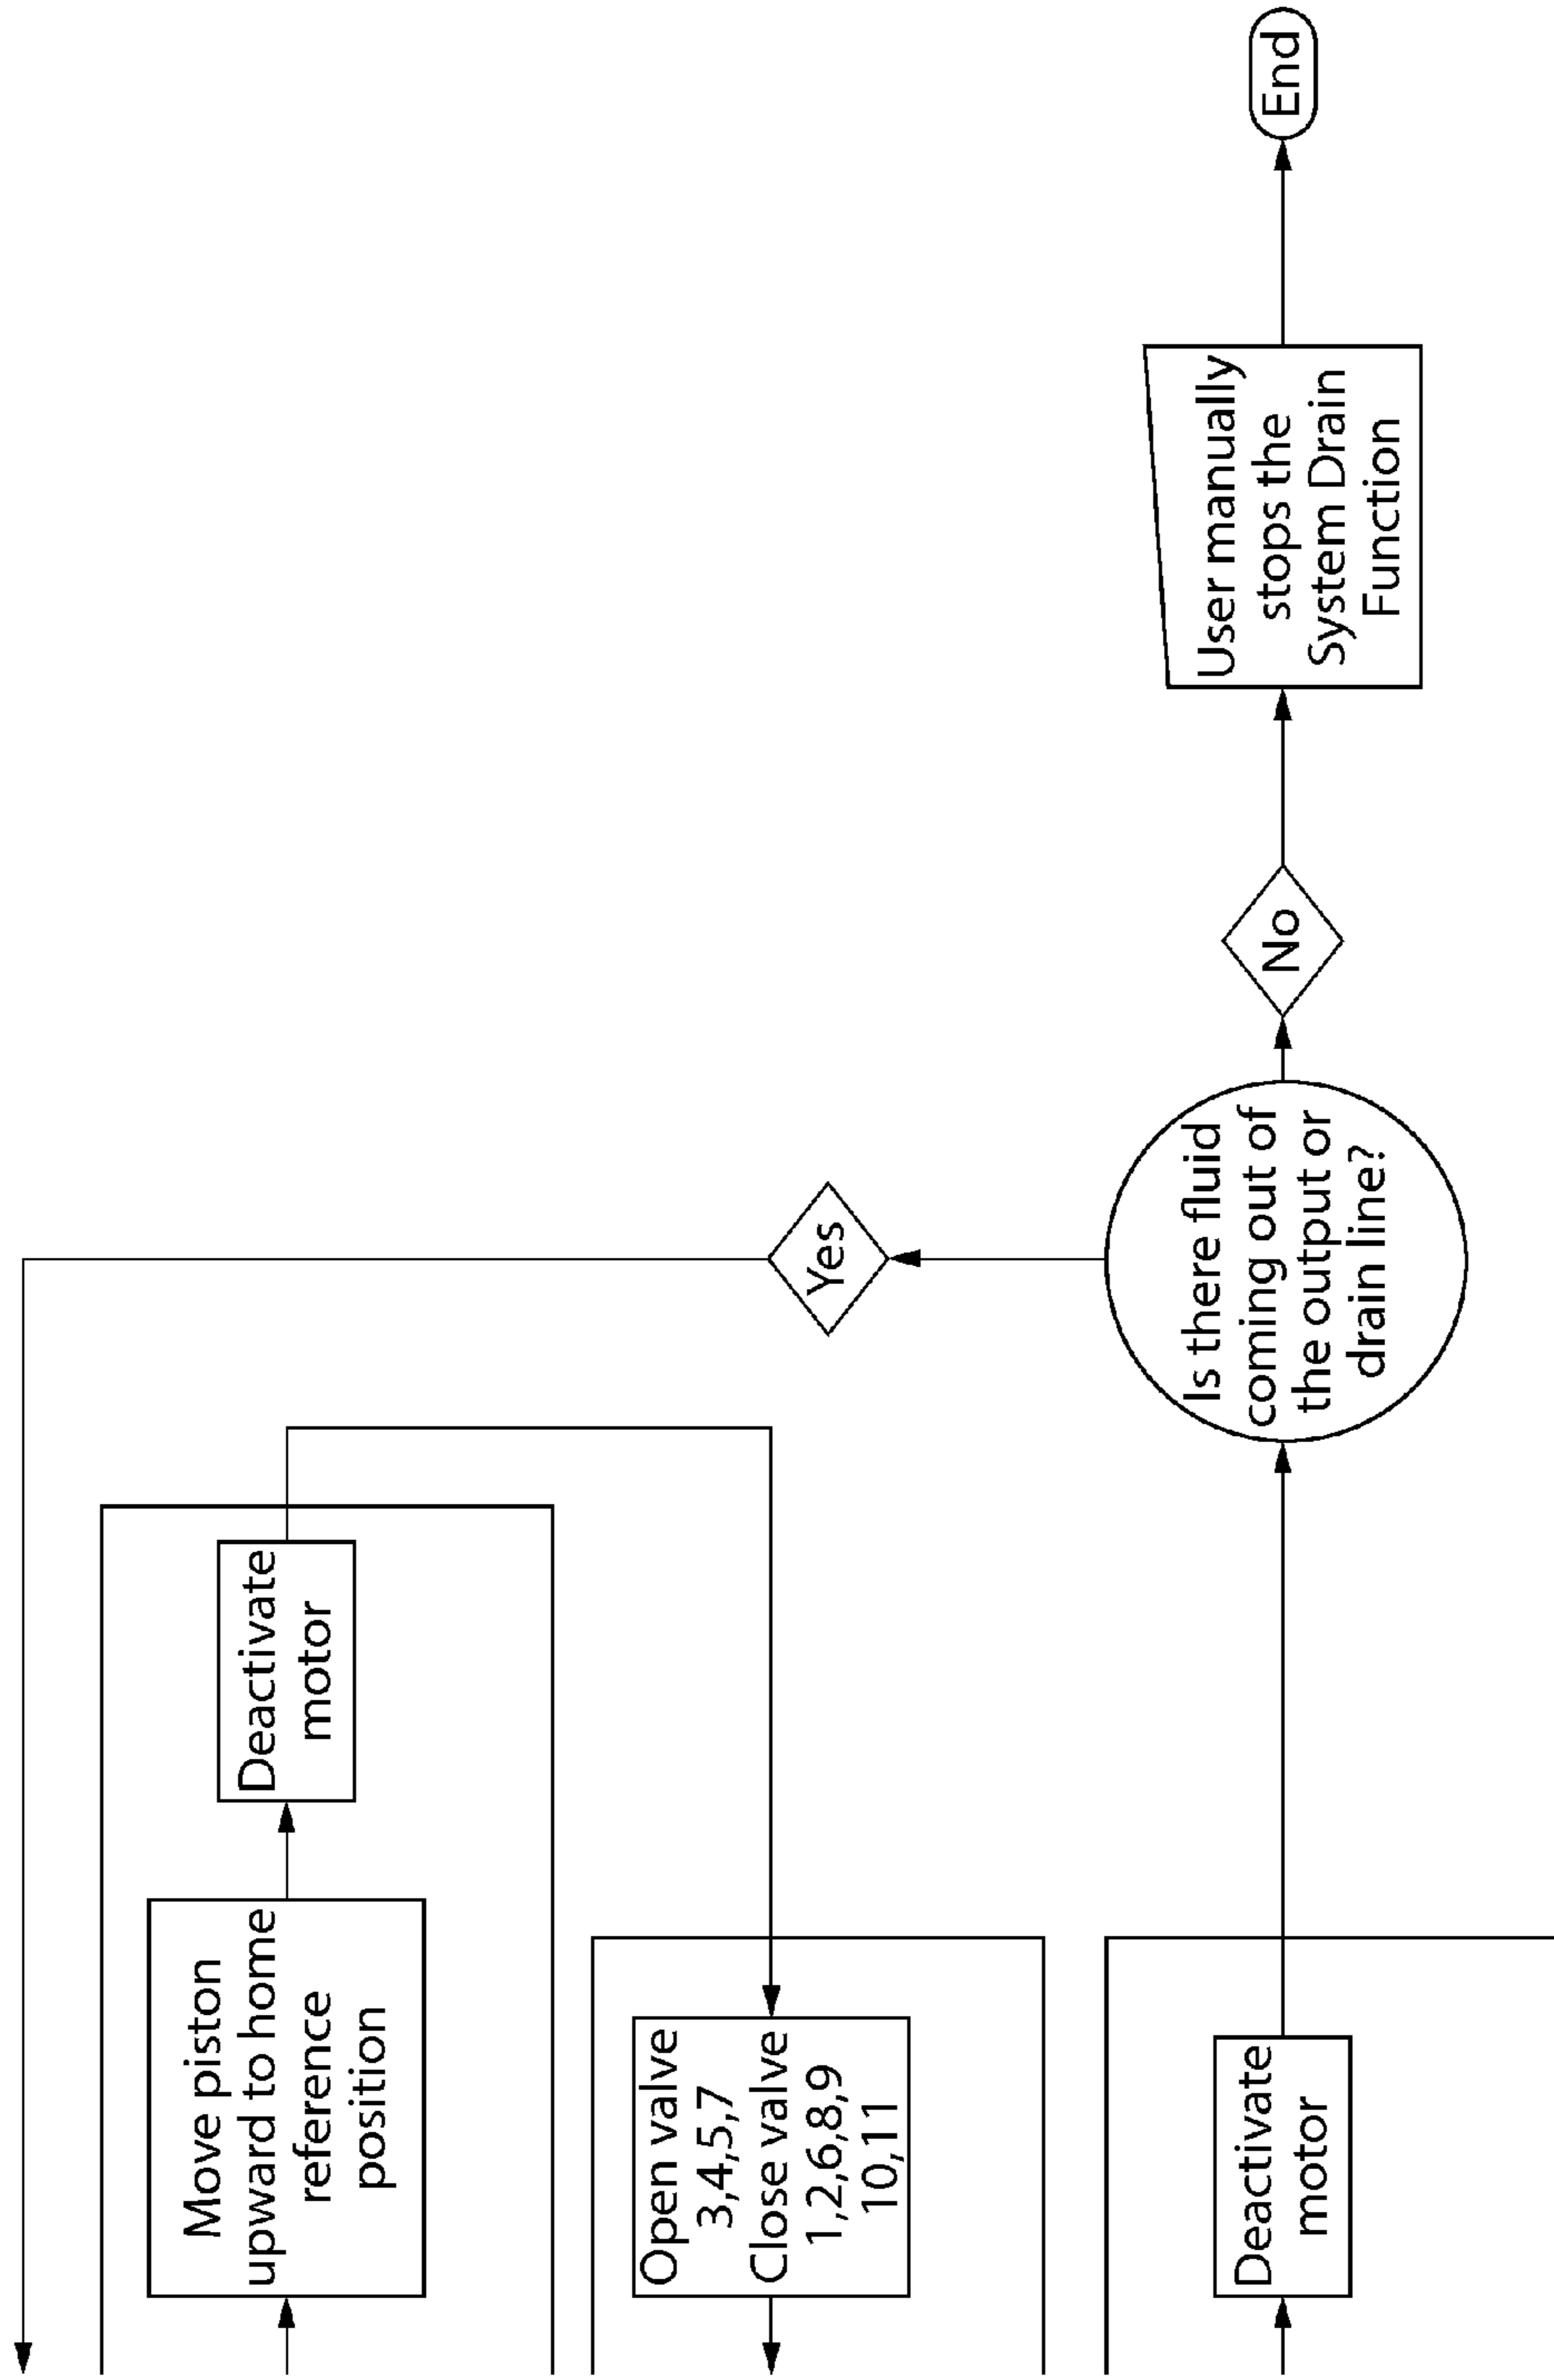 Move piston
upward to home
reference
position
Deactivate
motor
Open valve
3,4,5,7
Close valve
1,2,6,8,9
10,11
Yes
Deactivate
motor
Is there fluid
coming out of
the output or
drain line?
No
User manually
stops the
System Drain
Function
End